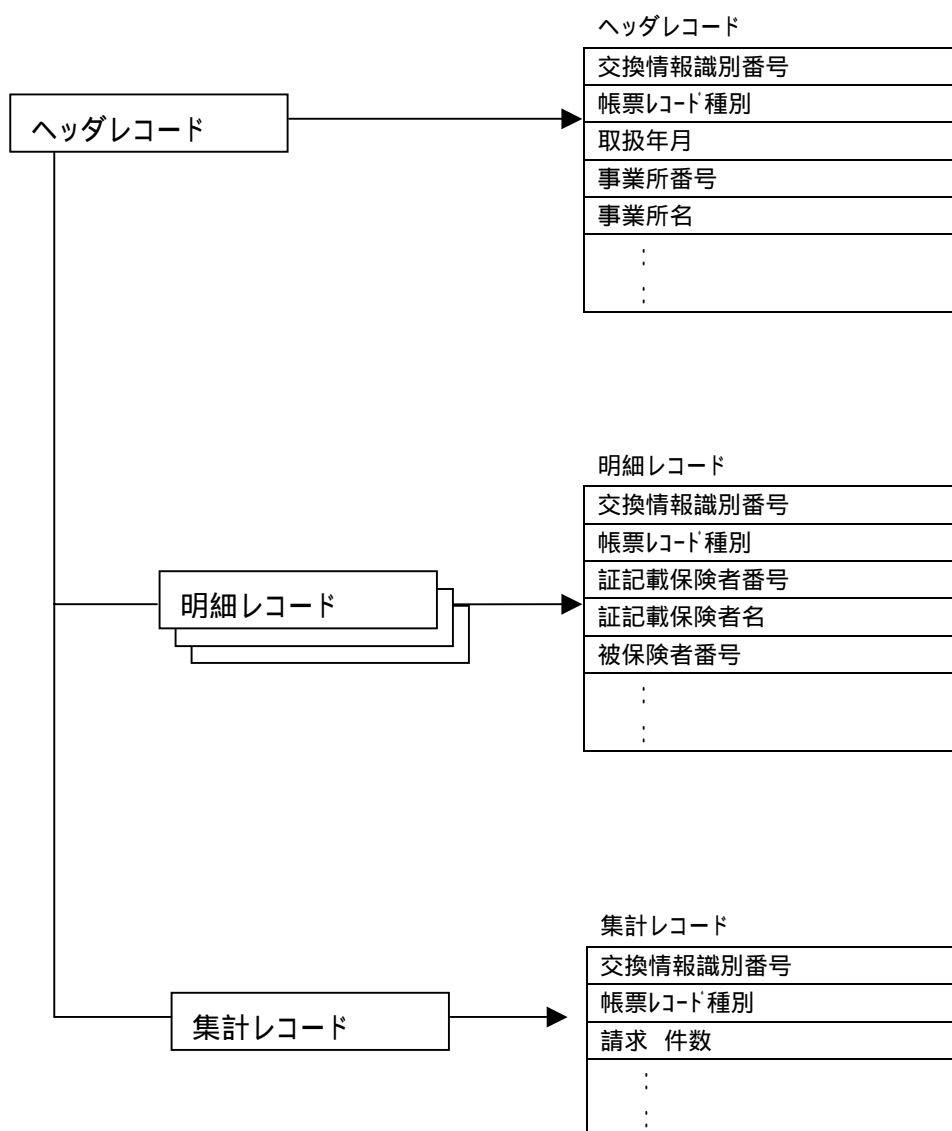 ヘッダレコード
交換情報識別番号
帳票ﾚｺｰﾄﾞ種別
ヘッダレコード
取扱年月
事業所番号
事業所名
:
:
明細レコード
交換情報識別番号
帳票ﾚｺｰﾄﾞ種別
証記載保険者番号
明細レコード
証記載保険者名
被保険者番号
:
:
集計レコード
交換情報識別番号
帳票ﾚｺｰﾄﾞ種別
集計レコード
請求 件数
:
: